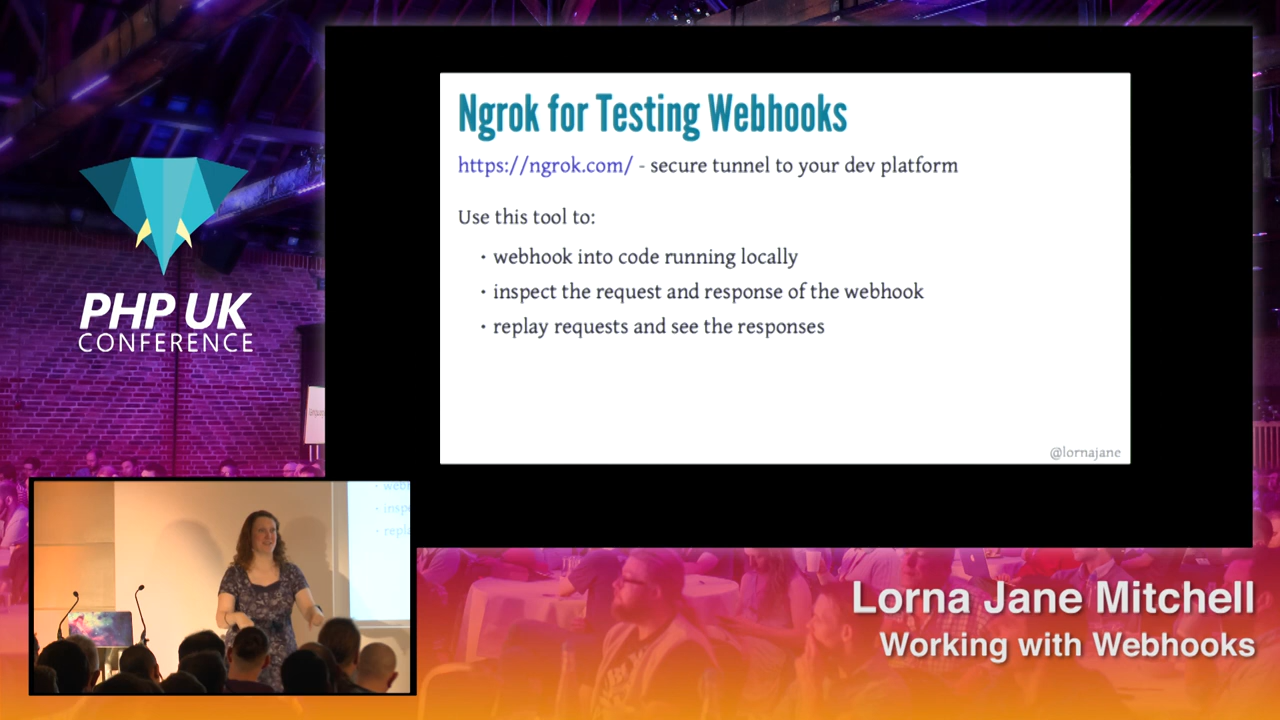 Ngrok for Testing Webhooks
https://ngrok.com/ - secure tunnel to your dev platform
Use this tool to:
• webhook into code running locally
• inspect the request and response of the webhook
• replay requests and see the responses
@lornajane
PHP UK
CONFERENCE
Lorna Jane Mitchell
Working with Webhooks